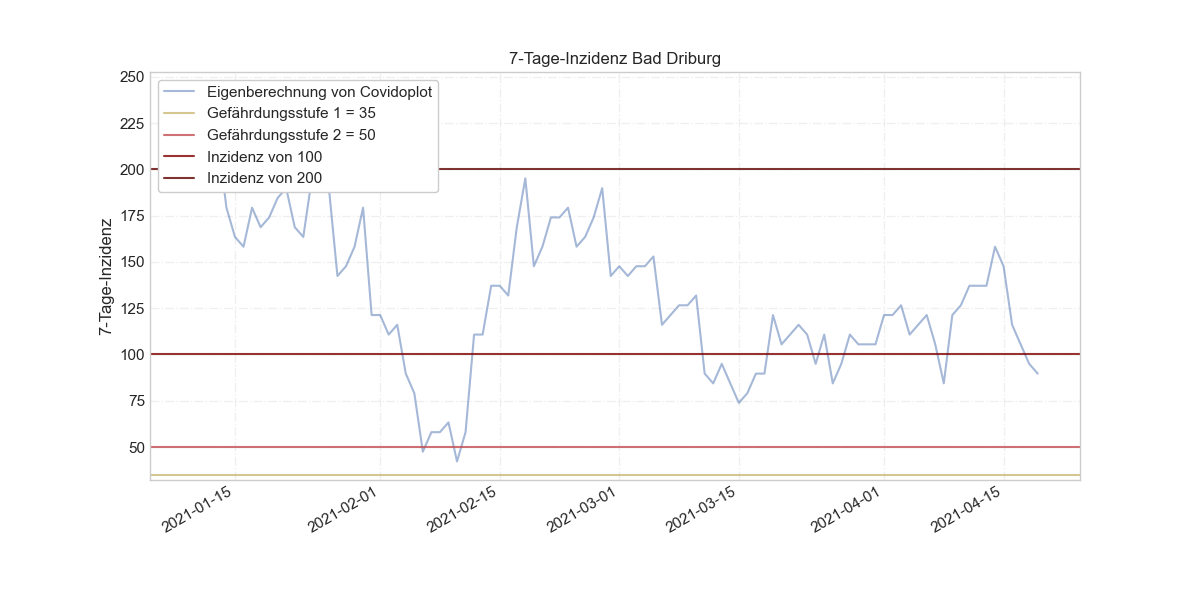 7-Tage-Inzidenz Bad Driburg
7-Tage-Inzidenz
250
225
200
175
150
125
100
75
50
Eigenberechnung von Covidoplot
Gefährdungsstufe 1 = 35
Gefährdungsstufe 2 = 50
Inzidenz von 100
Inzidenz von 200
2021-01-15
2021-02-01
2021-02-15
2021-03-01
2021-03-15
2021-04-01
2021-04-15